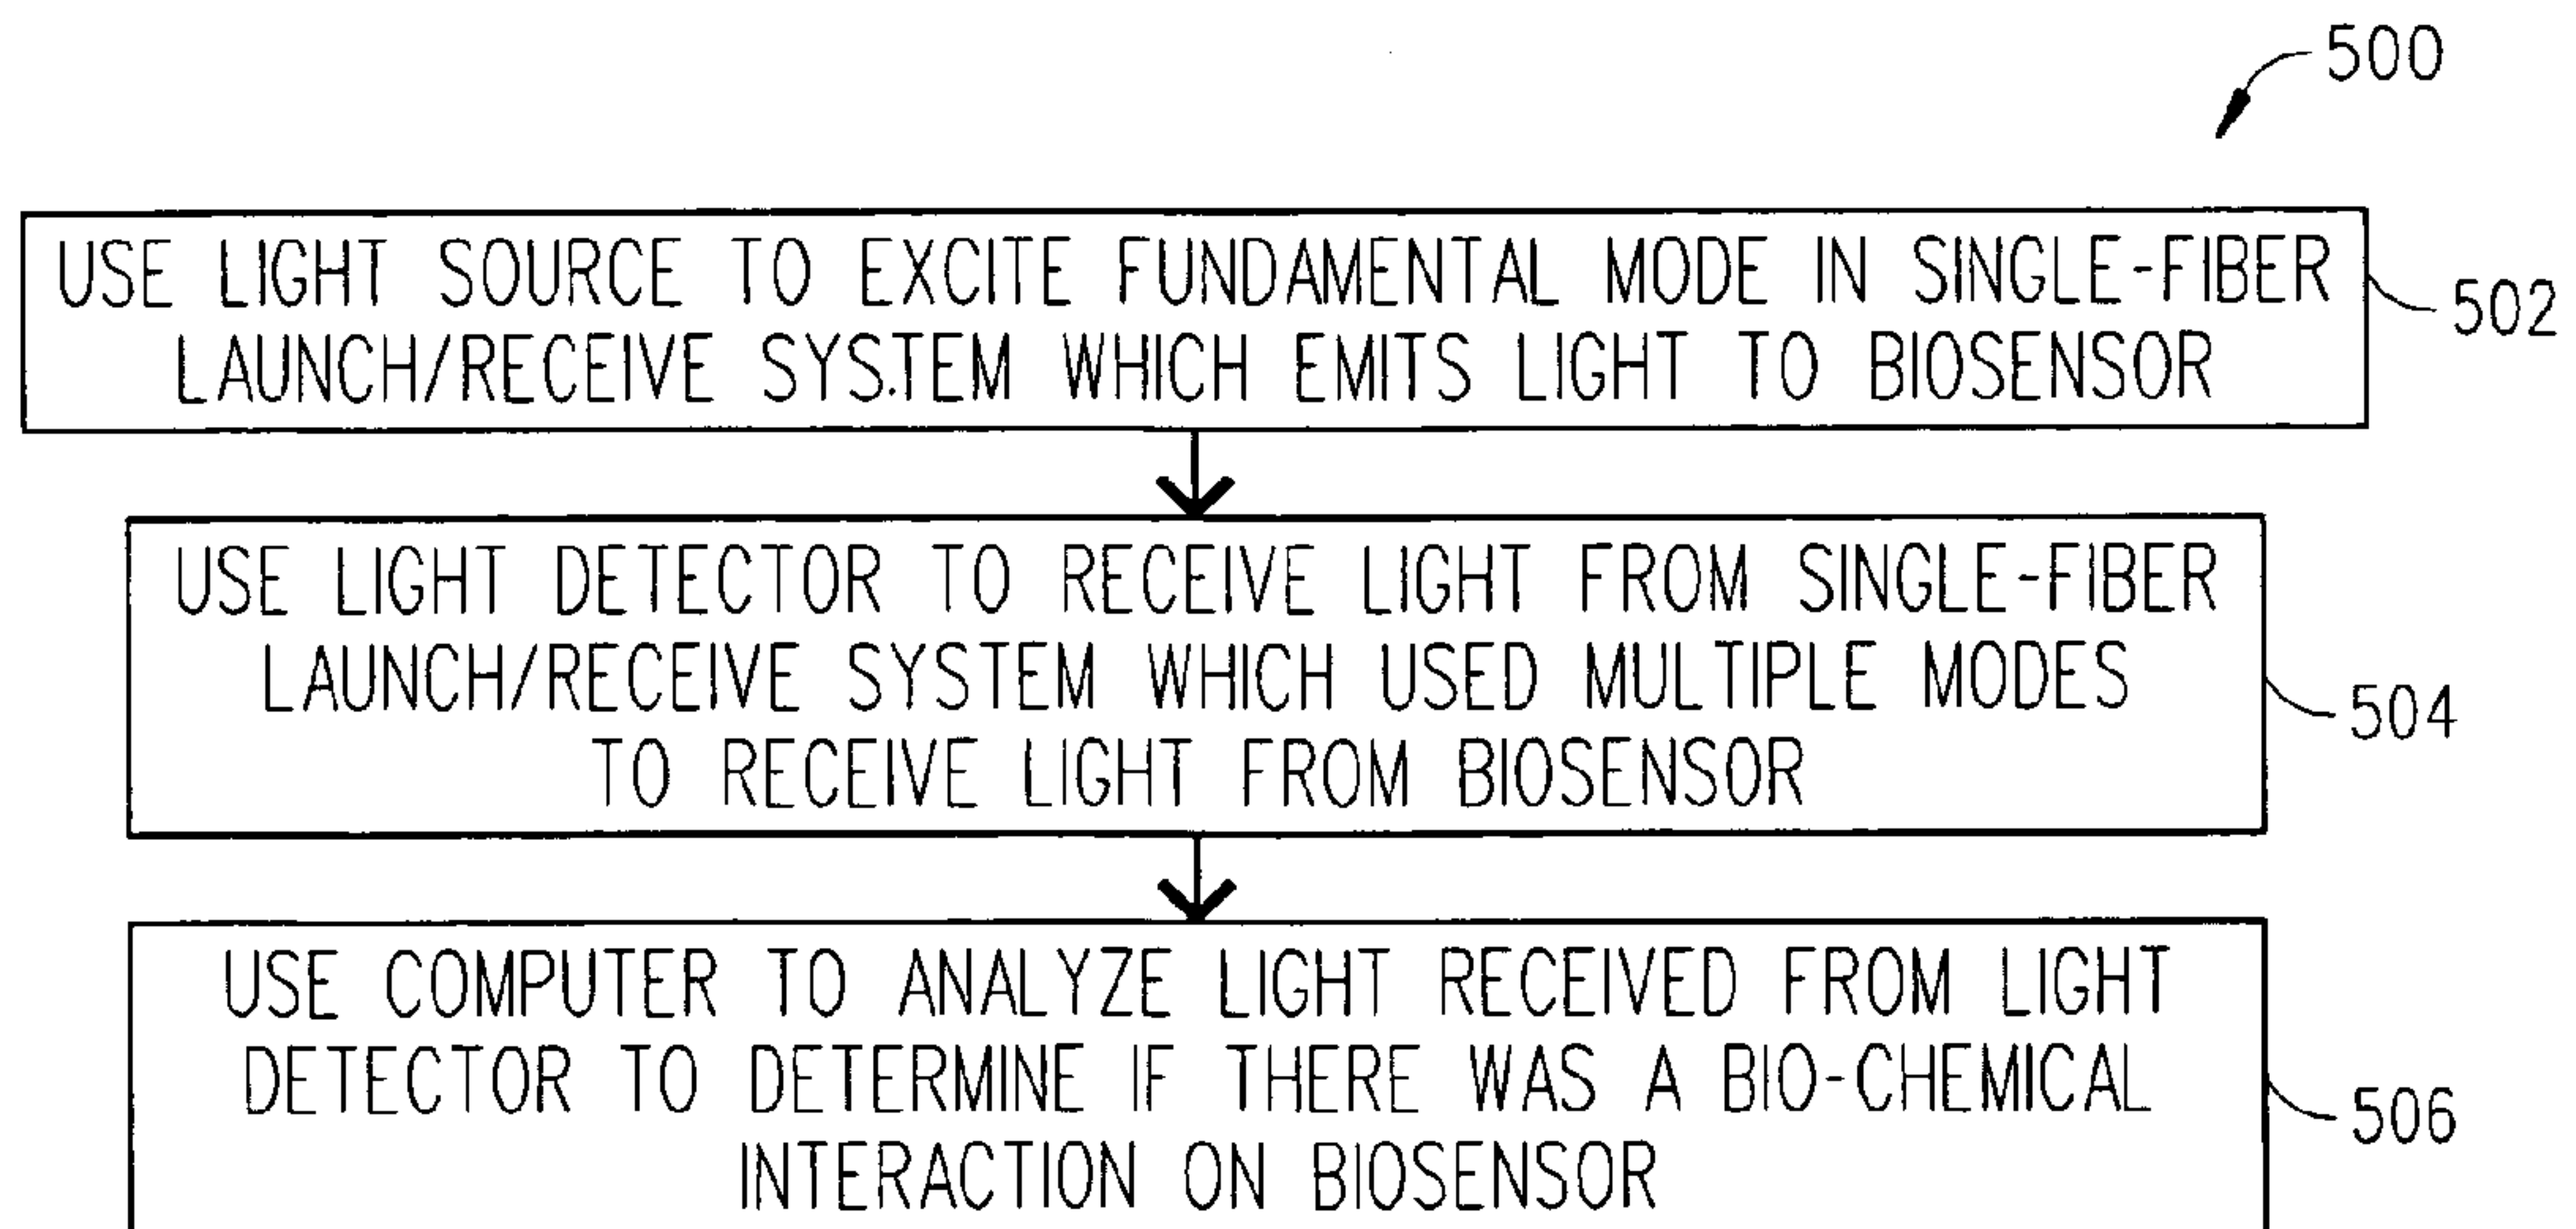 500
USE LIGHT SOURCE TO EXCITE FUNDAMENTAL MODE IN SINGLE-FIBER
LAUNCH/RECEIVE SYS.TEM WHICH EMITS LIGHT TO BIOSENSOR
502
USE LIGHT DETECTOR TO RECEIVE LIGHT FROM SINGLE-FIBER
LAUNCH/RECEIVE SYSTEM WHICH USED MULTIPLE MODES
TO RECEIVE LIGHT FROM BIOSENSOR
504
USE COMPUTER TO ANALYZE LIGHT RECEIVED FROM LIGHT
DETECTOR TO DETERMINE IF THERE WAS A BIO-CHEMICAL
INTERACTION ON BIOSENSOR
506